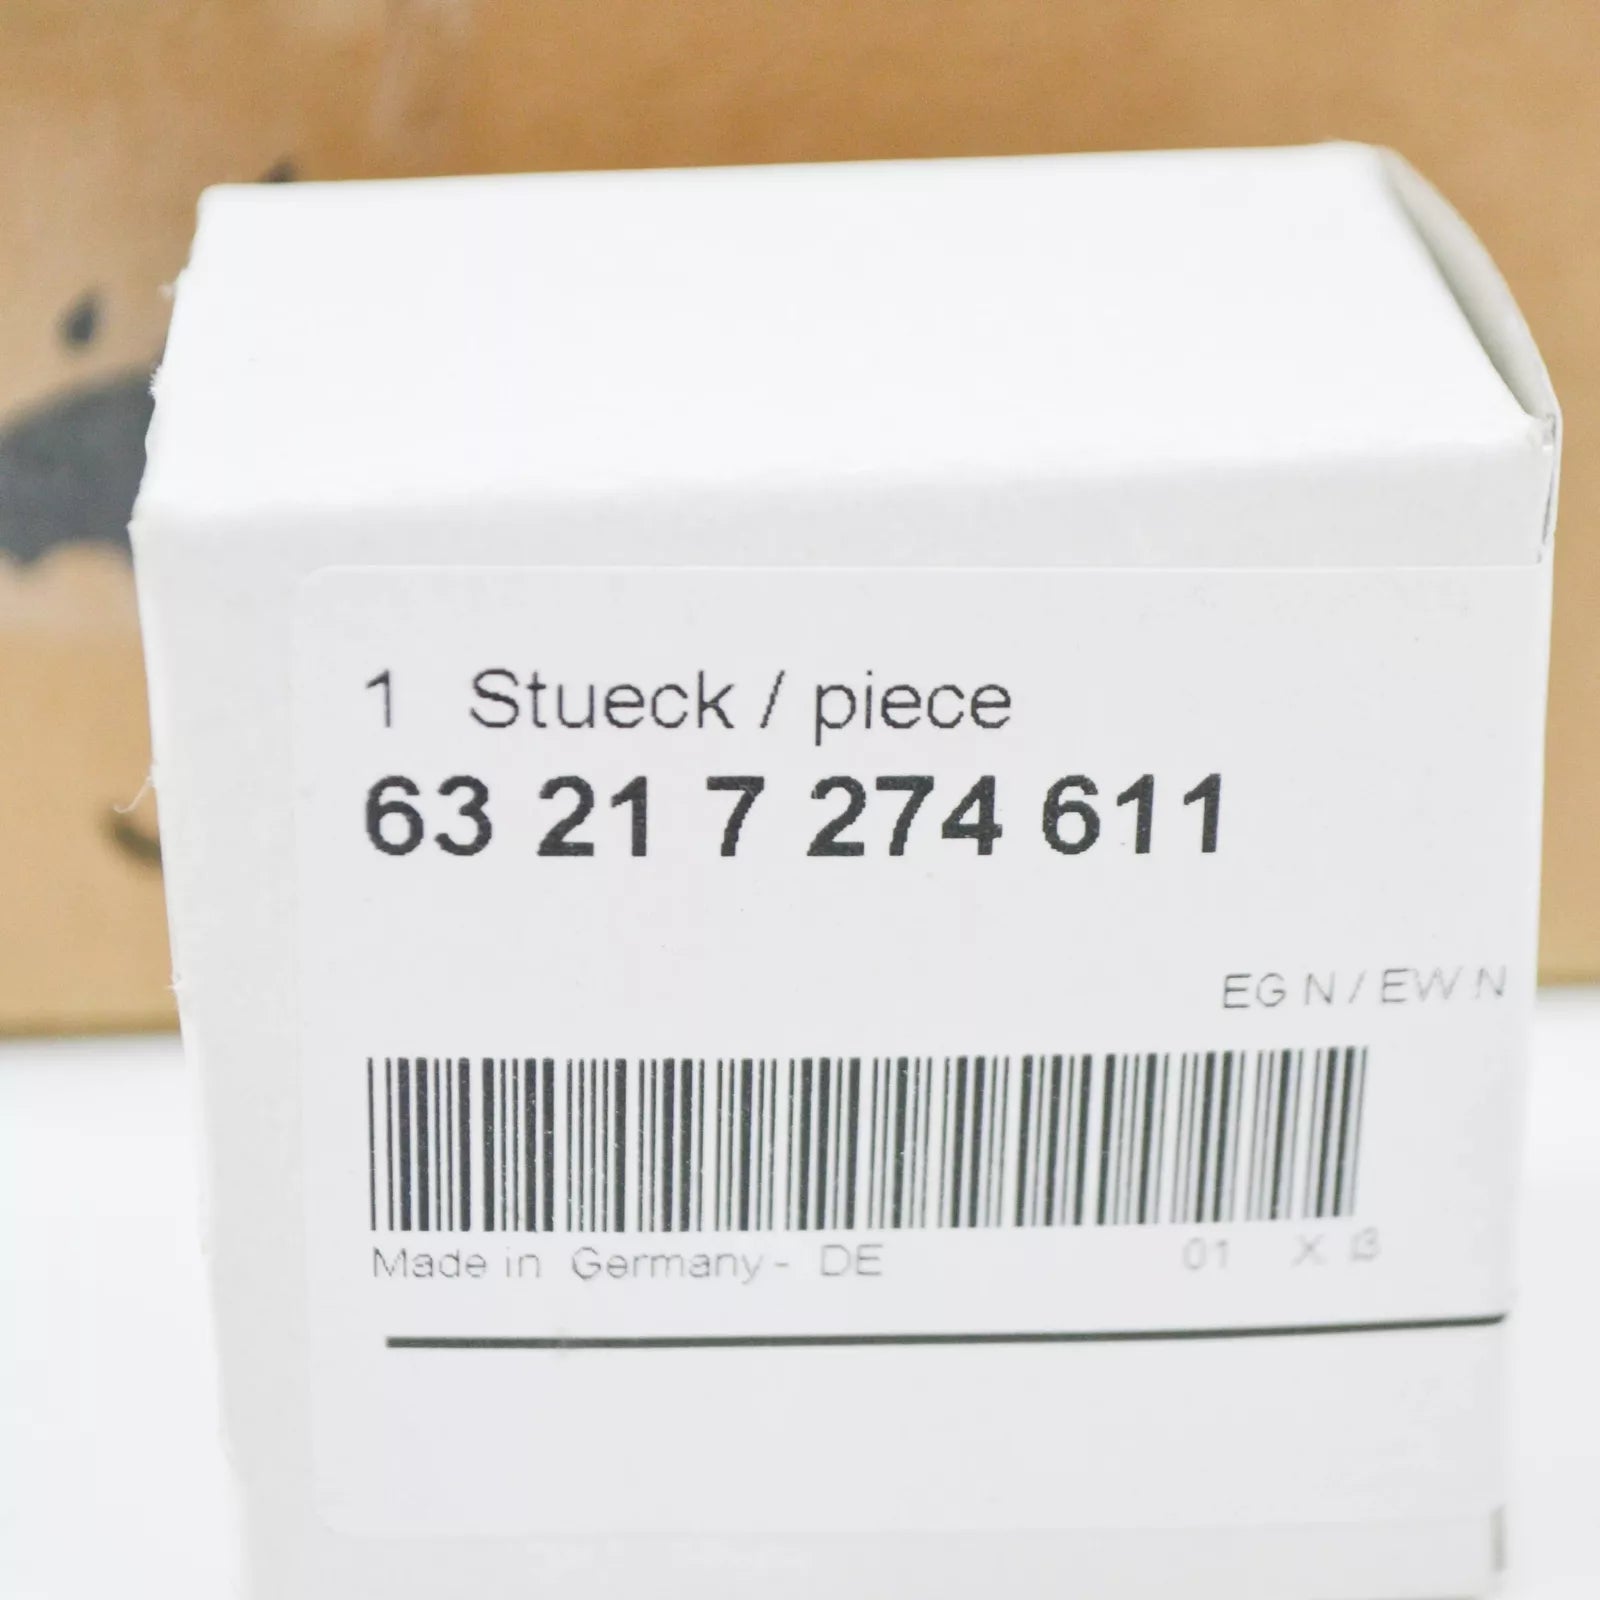 1 Stueck / piece
63 21 7 274 611
EG N / EW N
Made in Germany - DE 01 X